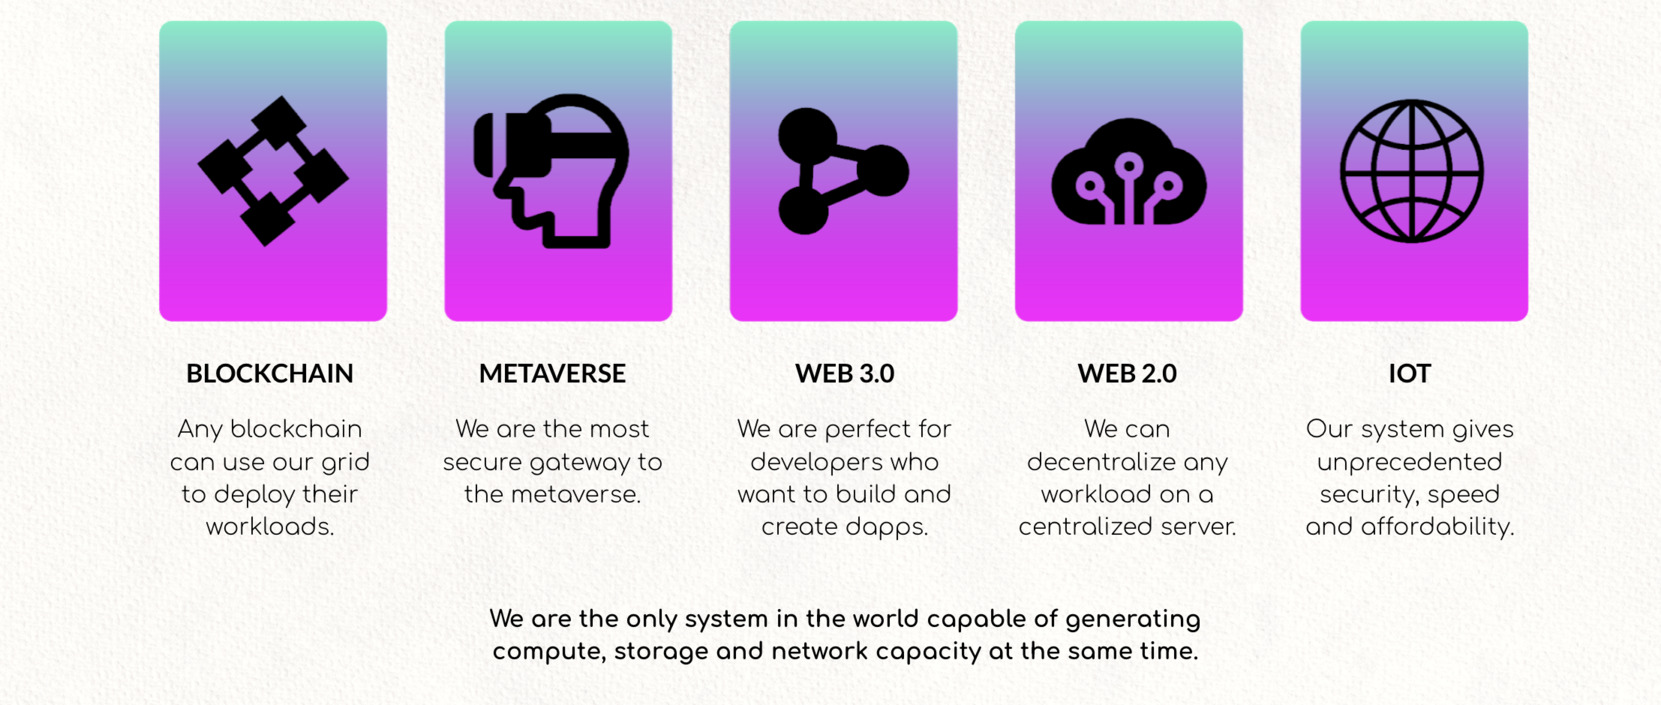 BLOCKCHAIN
Any blockchain
can use our grid
to deploy their
workloads.
METAVERSE
We are the most
secure gateway to
the metaverse.
WEB 3.0
We are perfect for
developers who
want to build and
create dapps.
WEB 2.0
We can
decentralize any
workload on a
centralized server.
IOT
Our system gives
unprecedented
security, speed
and affordability.
We are the only system in the world capable of generating
compute, storage and network capacity at the same time.